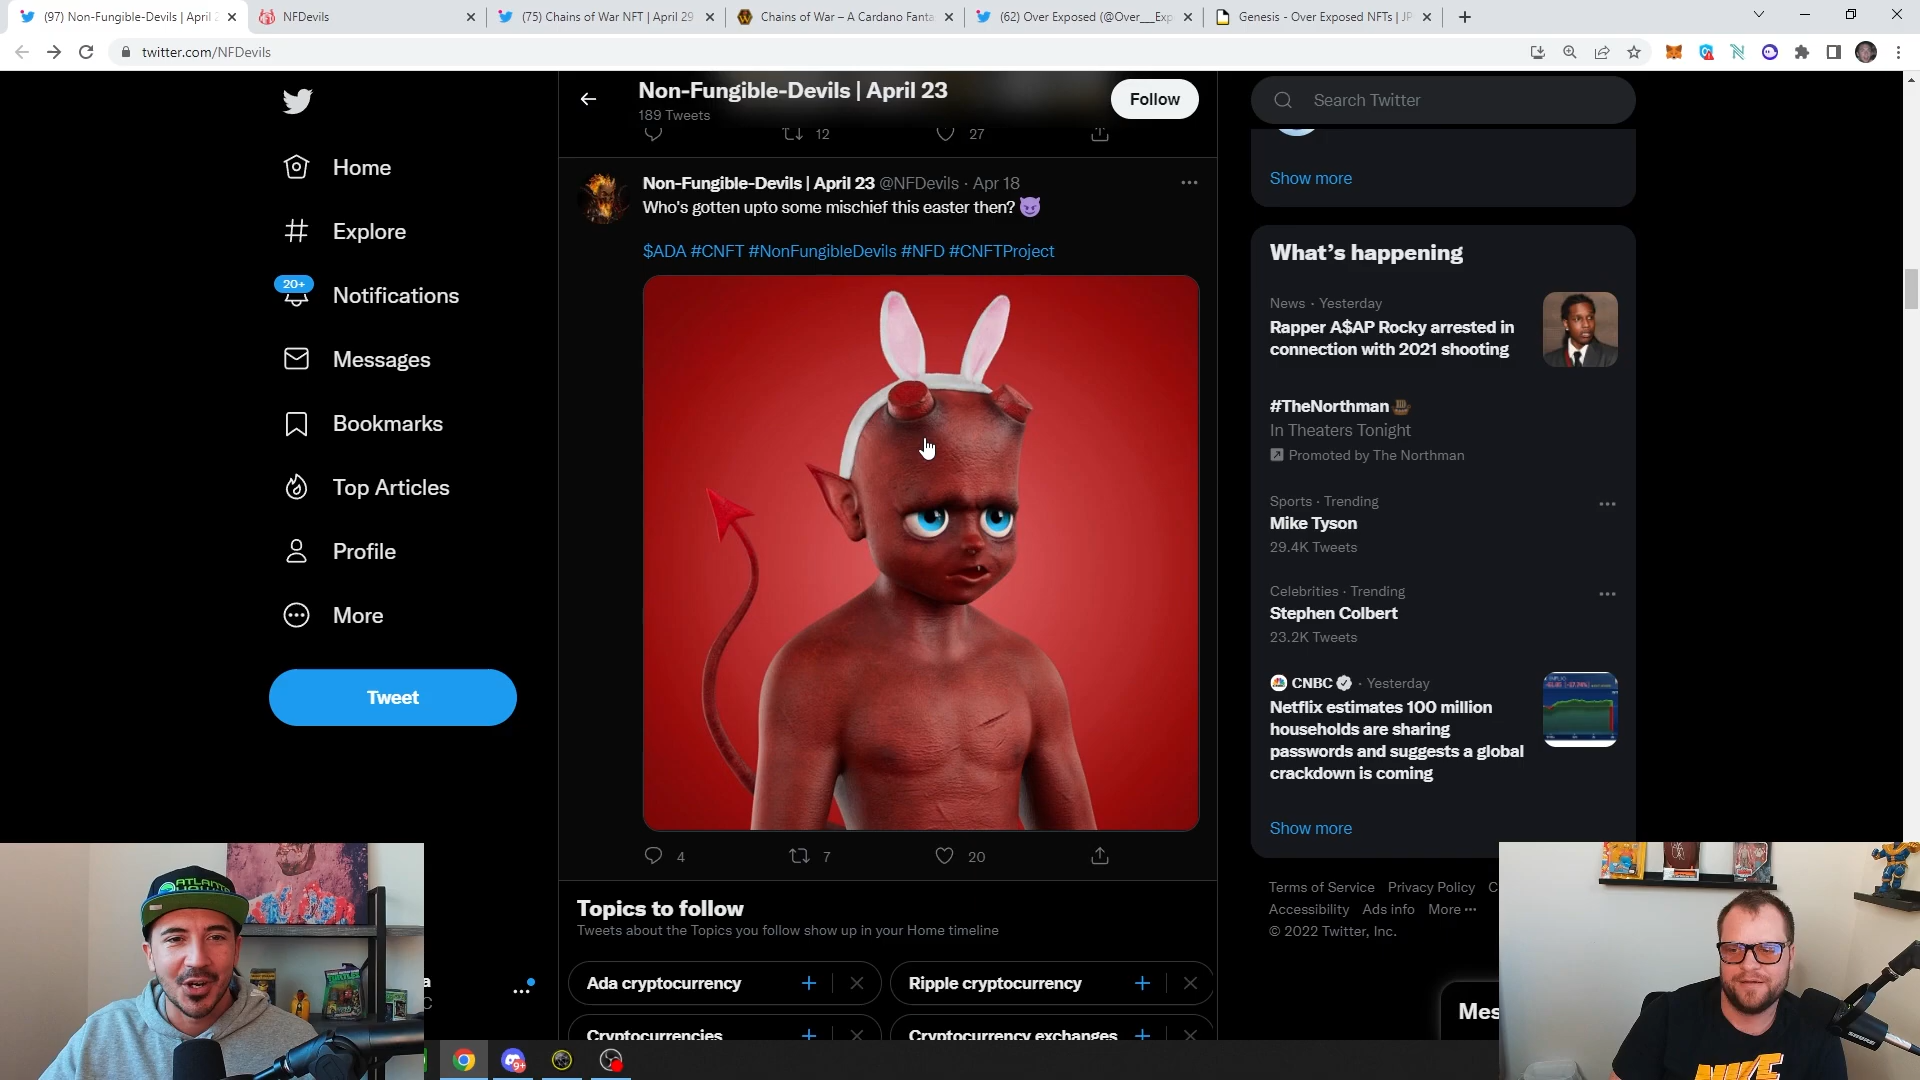 (97) Non-Fungible-Devils | April 2
NFDevils
(75) Chains of War NFT | April 29
Chains of War – A Cardano Fanta
(62) Over Exposed (@Over__Exp
Genesis - Over Exposed NFTs | JP
twitter.com/NFDevils
Non-Fungible-Devils | April 23
189 Tweets
Follow
Search Twitter
12
27
Home
Explore
20+
Notifications
Messages
Bookmarks
Top Articles
Profile
More
Tweet
Non-Fungible-Devils | April 23 @NFDevils · Apr 18
Who's gotten upto some mischief this easter then? 😈
$ADA #CNFT #NonFungibleDevils #NFD #CNFTProject
4
7
20
Topics to follow
Tweets about the Topics you follow show up in your Home timeline
Ada cryptocurrency
Ripple cryptocurrency
Cryptocurrencies
Cryptocurrency exchanges
Show more
What's happening
News · Yesterday
Rapper A$AP Rocky arrested in
connection with 2021 shooting
#TheNorthman
In Theaters Tonight
Promoted by The Northman
Sports · Trending
Mike Tyson
29.4K Tweets
Celebrities · Trending
Stephen Colbert
23.2K Tweets
CNBC · Yesterday
Netflix estimates 100 million
households are sharing
passwords and suggests a global
crackdown is coming
Show more
Terms of Service Privacy Policy C
Accessibility Ads info More
© 2022 Twitter, Inc.
Mes
ATLANTA
SHURE
NIKE
9+